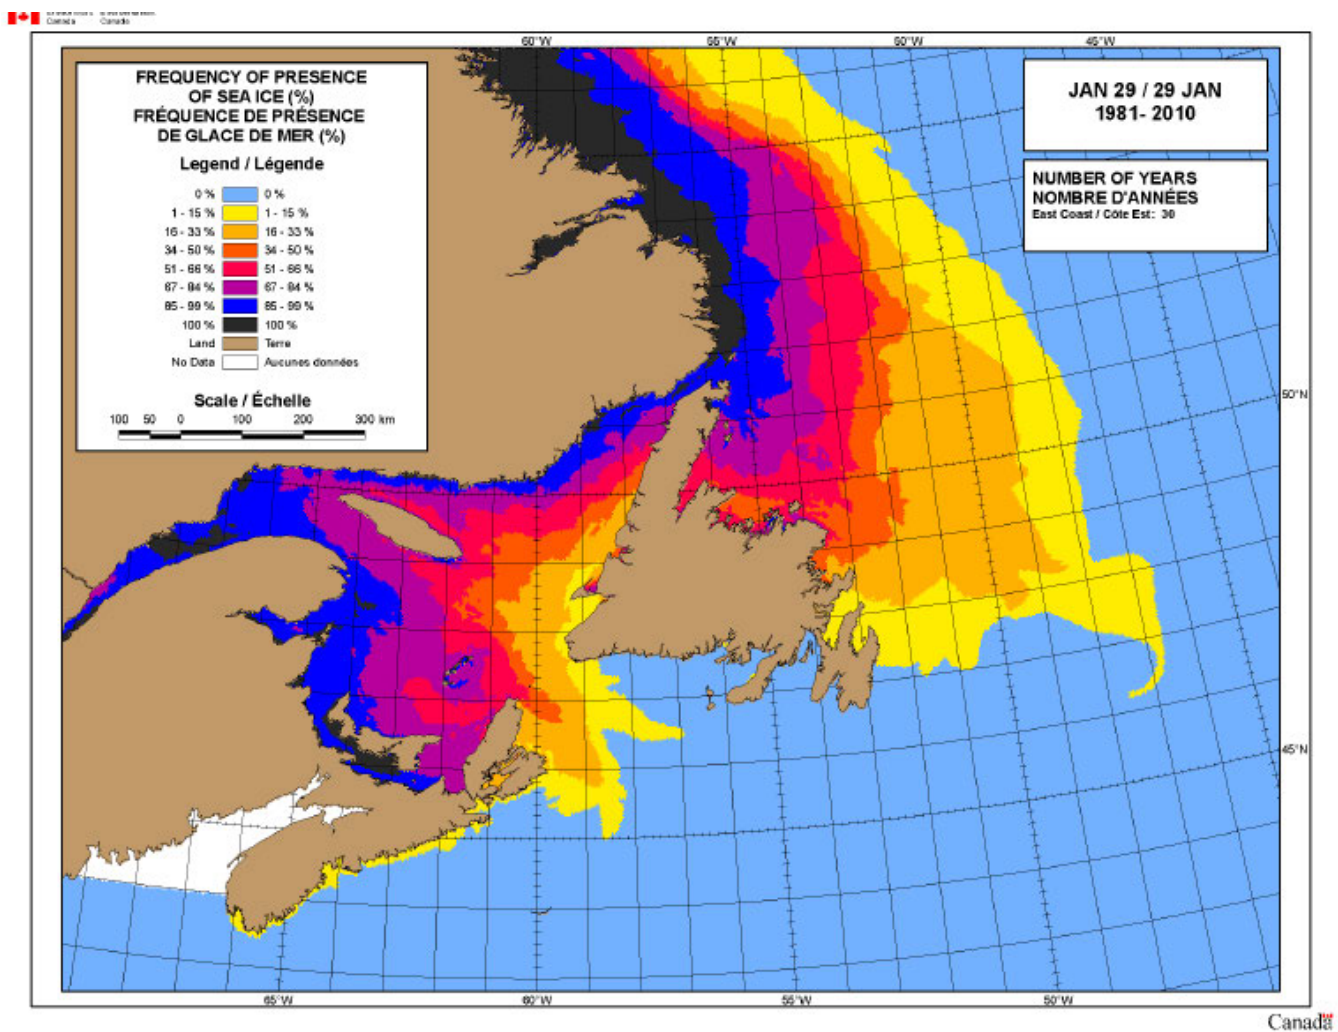 Canada Canada
60°W 55°W 50°W 45°W
FREQUENCY OF PRESENCE
OF SEA ICE (%)
FRÉQUENCE DE PRÉSENCE
DE GLACE DE MER (%)
Legend / Légende
0 % 0 %
1 - 15 % 1 - 15 %
16 - 33 % 16 - 33 %
34 - 50 % 34 - 50 %
51 - 66 % 51 - 66 %
67 - 84 % 67 - 84 %
85 - 99 % 85 - 99 %
100 % 100 %
Land Terre
No Data Aucunes données
Scale / Échelle
100 50 0 100 200 300 km
JAN 29 / 29 JAN
1981- 2010
NUMBER OF YEARS
NOMBRE D'ANNÉES
East Coast / Côte Est: 30
50°N
45°N
65°W 60°W 55°W 50°W
Canada